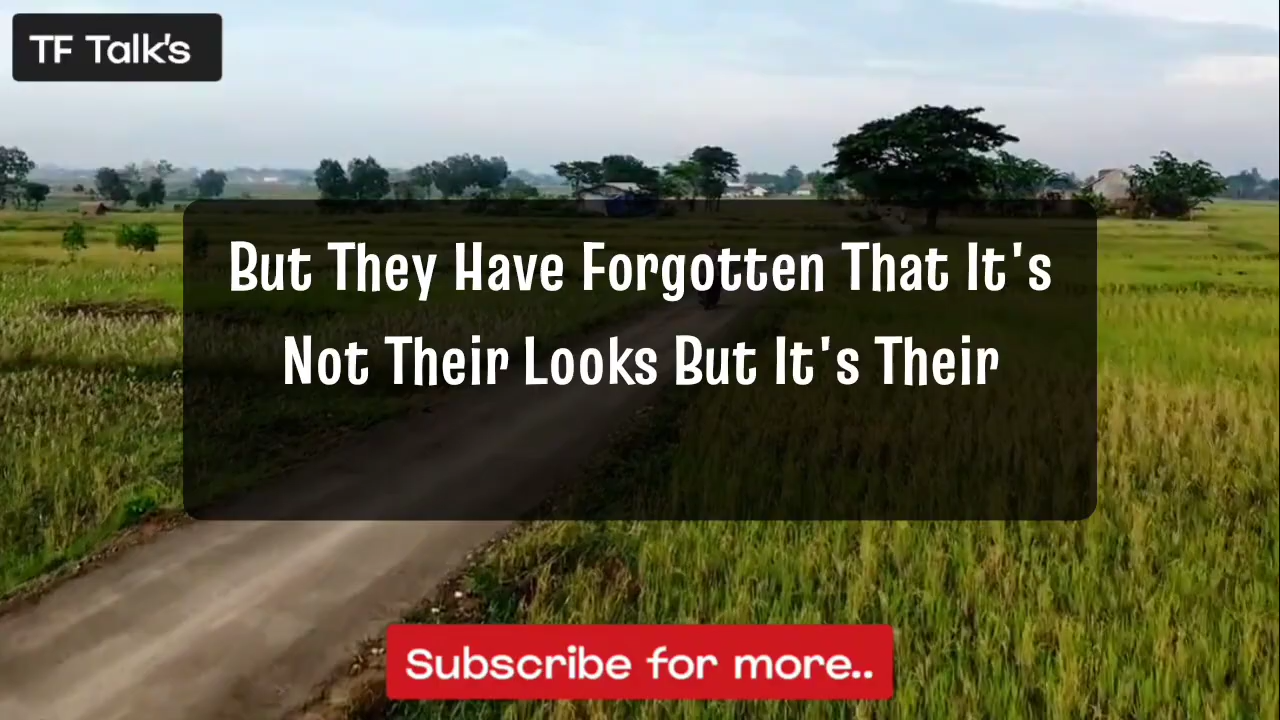 TF Talk's
But They Have Forgotten That It's
Not Their Looks But It's Their
Subscribe for more..